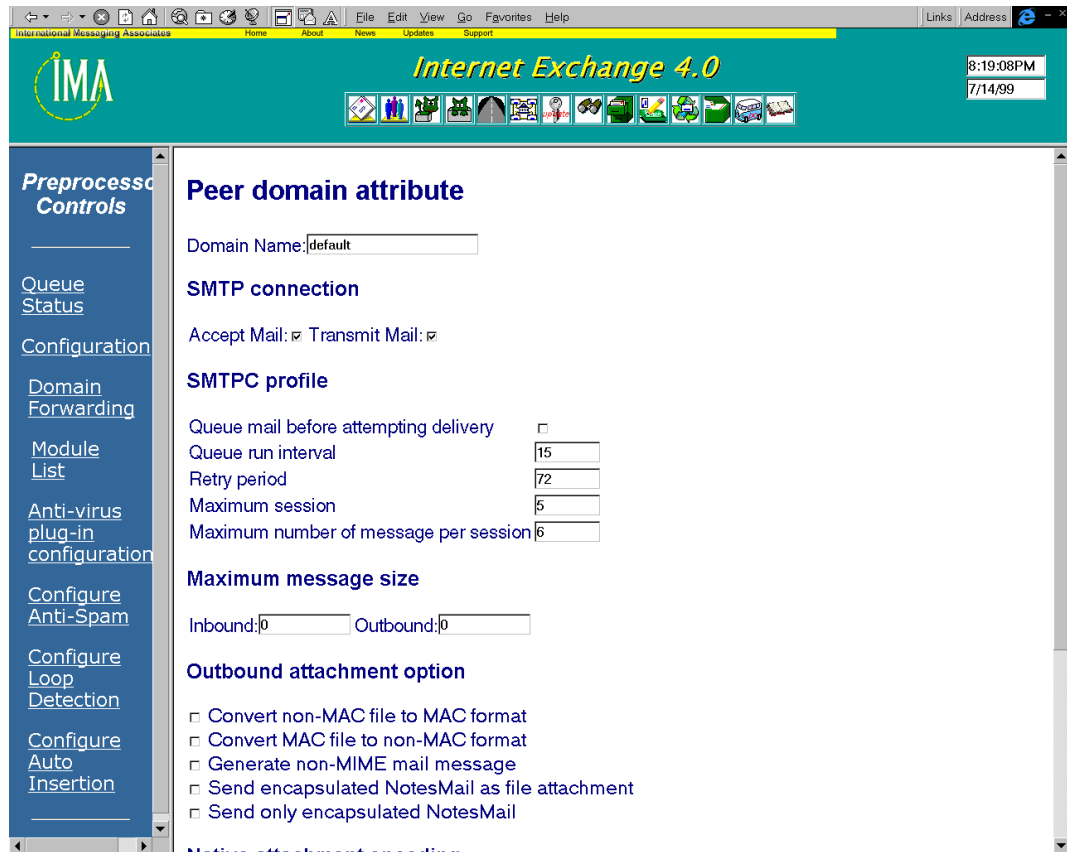 File Edit View Go Favorites Help
Links Address
International Messaging Associates
Home About News Updates Support
IMA
Internet Exchange 4.0
8:19:08PM
7/14/99
update
Preprocesso
Controls
Queue
Status
Configuration
Domain
Forwarding
Module
List
Anti-virus
plug-in
configuration
Configure
Anti-Spam
Configure
Loop
Detection
Configure
Auto
Insertion
Peer domain attribute
Domain Name: default
SMTP connection
Accept Mail: Transmit Mail:
SMTPC profile
Queue mail before attempting delivery
Queue run interval 15
Retry period 72
Maximum session 5
Maximum number of message per session 6
Maximum message size
Inbound: 0 Outbound: 0
Outbound attachment option
Convert non-MAC file to MAC format
Convert MAC file to non-MAC format
Generate non-MIME mail message
Send encapsulated NotesMail as file attachment
Send only encapsulated NotesMail
Native attachment encoding